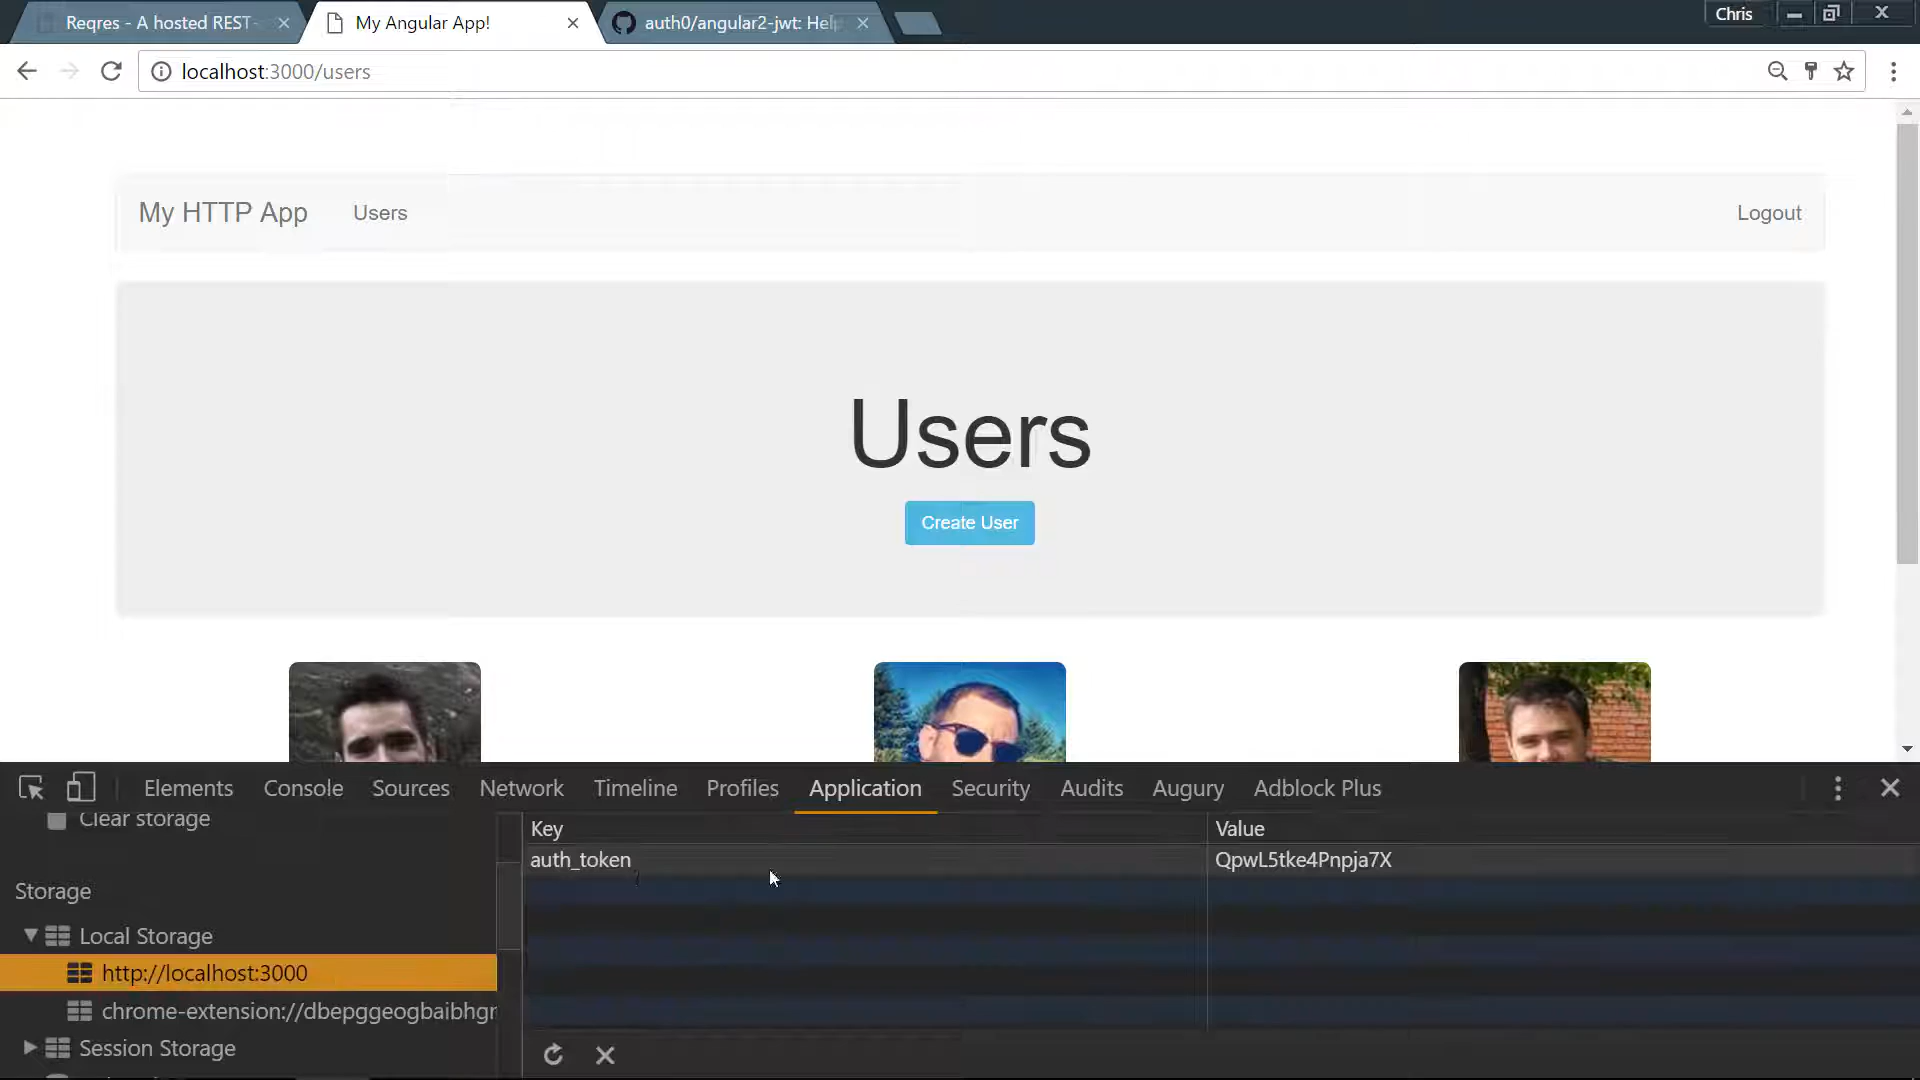 Reqres - A hosted REST-
My Angular App!
auth0/angular2-jwt: Help
Chris
localhost:3000/users
My HTTP App
Users
Logout
Users
Create User
Elements
Console
Sources
Network
Timeline
Profiles
Application
Security
Audits
Augury
Adblock Plus
Clear storage
Storage
Local Storage
http://localhost:3000
chrome-extension://dbepggeogbaibhgr
Session Storage
Key
Value
auth_token
QpwL5tke4Pnpja7X